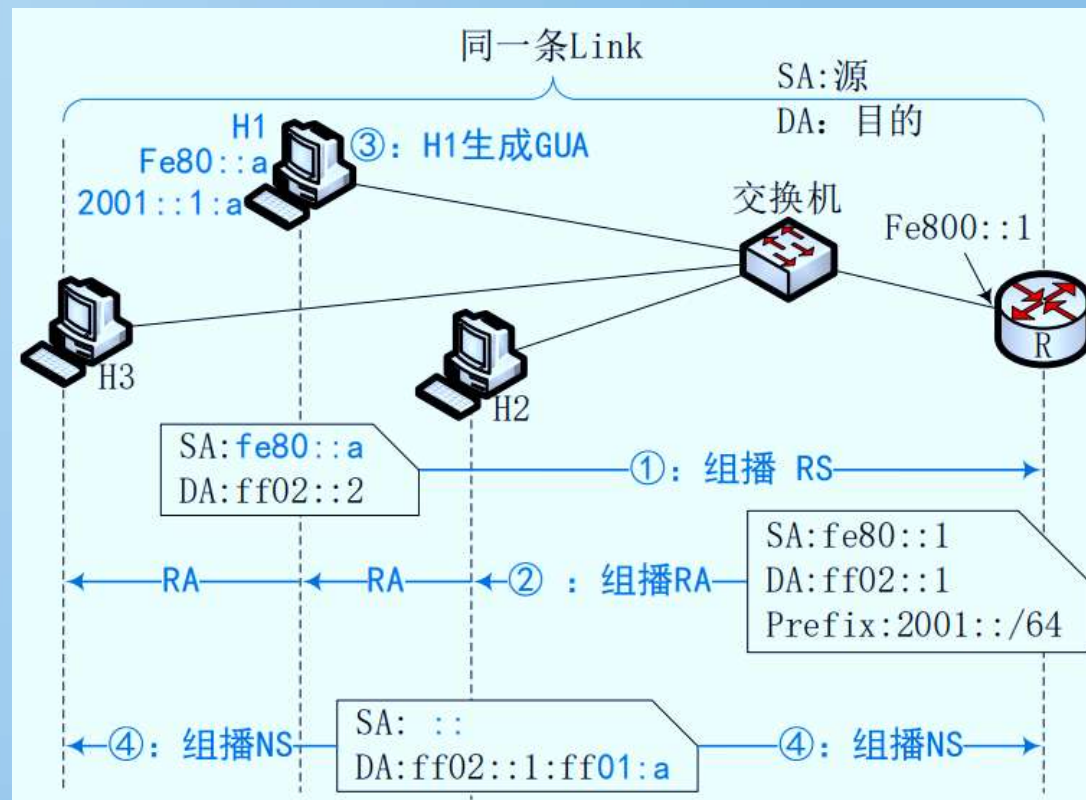 同一条Link
SA:源
DA: 目的
H1
Fe80::a
2001::1:a
③: H1生成GUA
交换机
Fe800::1
R
H3
H2
SA:fe80::a
DA:ff02::2
①: 组播 RS
SA:fe80::1
DA:ff02::1
Prefix:2001::/64
RA
RA
② : 组播RA
④: 组播NS
SA: ::
DA:ff02::1:ff01:a
④: 组播NS